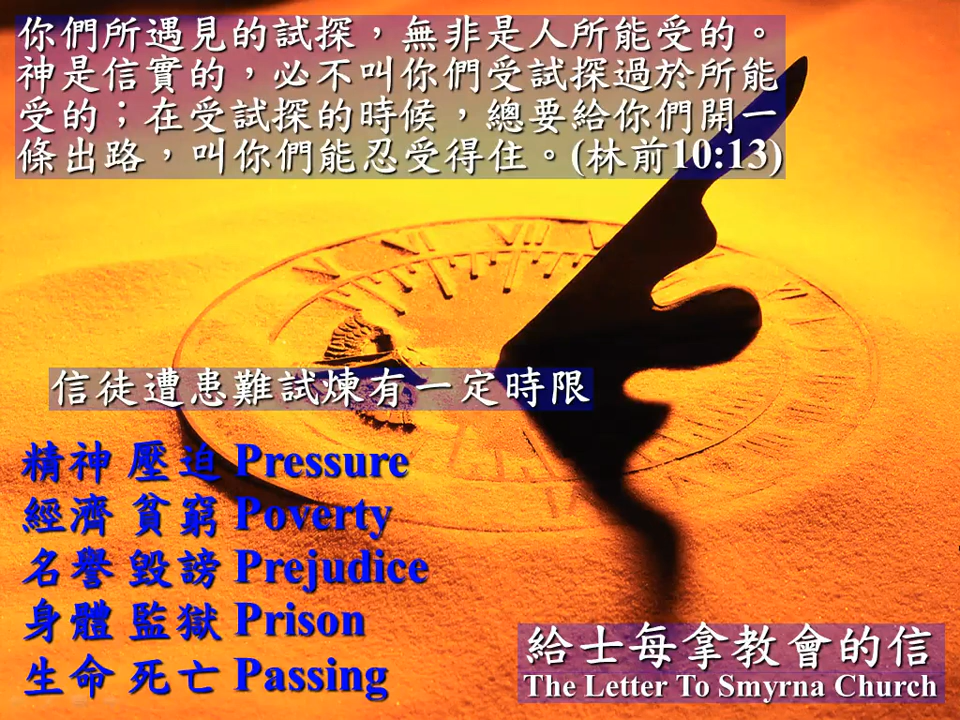 你們所遇見的試探，無非是人所能受的。
神是信實的，必不叫你們受試探過於所能
受的；在受試探的時候，總要給你們開一
條出路，叫你們能忍受得住。(林前10:13)
VI VII
信徒遭患難試煉有一定時限
精神 壓迫 Pressure
經濟 貧窮 Poverty
名譽 毀謗 Prejudice
身體 監獄 Prison
生命 死亡 Passing
給士每拿教會的信
The Letter To Smyrna Church